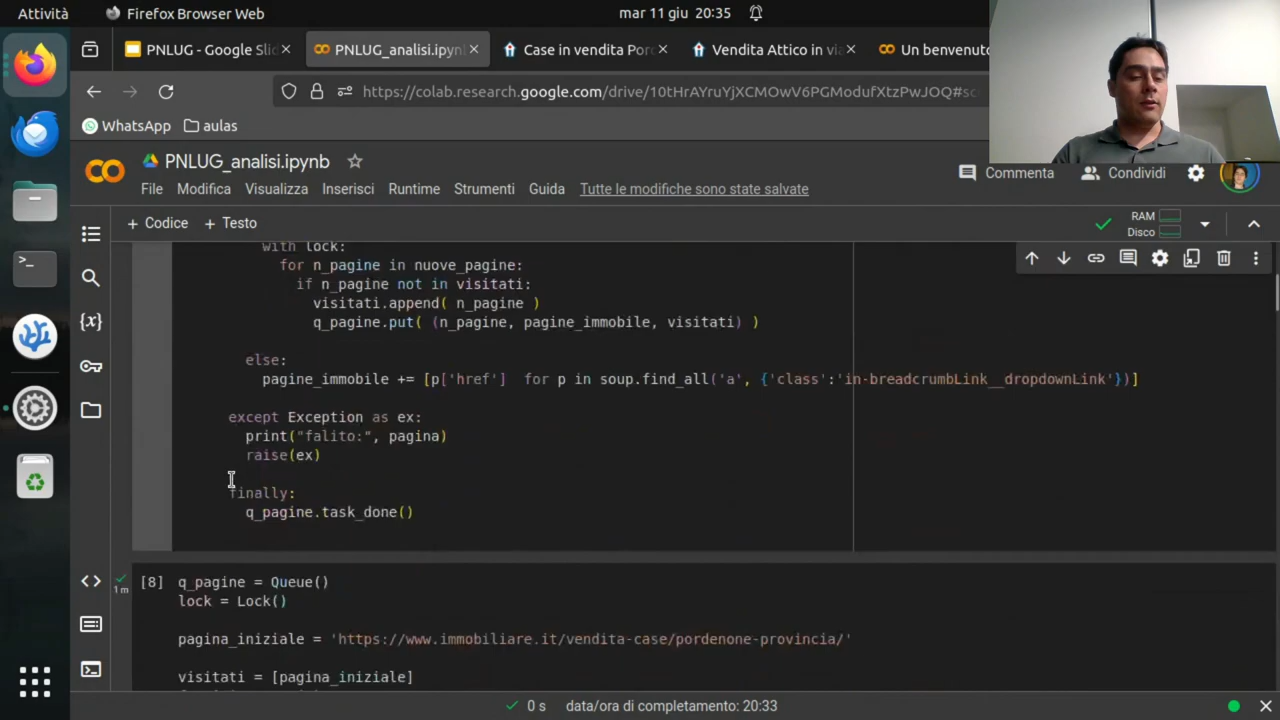 Attività
Firefox Browser Web
mar 11 giu 20:35
PNLUG - Google Slid
PNLUG_analisi.ipyn
Case in vendita Por
Vendita Attico in via
Un benvenuto
https://colab.research.google.com/drive/10tHrAYruYjXCMOwV6PGModufXtzPwJOQ#sc
WhatsApp
aulas
PNLUG_analisi.ipynb
File
Modifica
Visualizza
Inserisci
Runtime
Strumenti
Guida
Tutte le modifiche sono state salvate
Commenta
Condividi
+ Codice
+ Testo
RAM
Disco
with lock:
for n_pagine in nuove_pagine:
if n_pagine not in visitati:
visitati.append( n_pagine )
q_pagine.put( (n_pagine, pagine_immobile, visitati) )
else:
pagine_immobile += [p['href']  for p in soup.find_all('a', {'class':'in-breadcrumbLink__dropdownLink'})]
except Exception as ex:
print("falito:", pagina)
raise(ex)
finally:
q_pagine.task_done()
1m
[8]
q_pagine = Queue()
lock = Lock()
pagina_iniziale = 'https://www.immobiliare.it/vendita-case/pordenone-provincia/'
visitati = [pagina_iniziale]
0 s
data/ora di completamento: 20:33